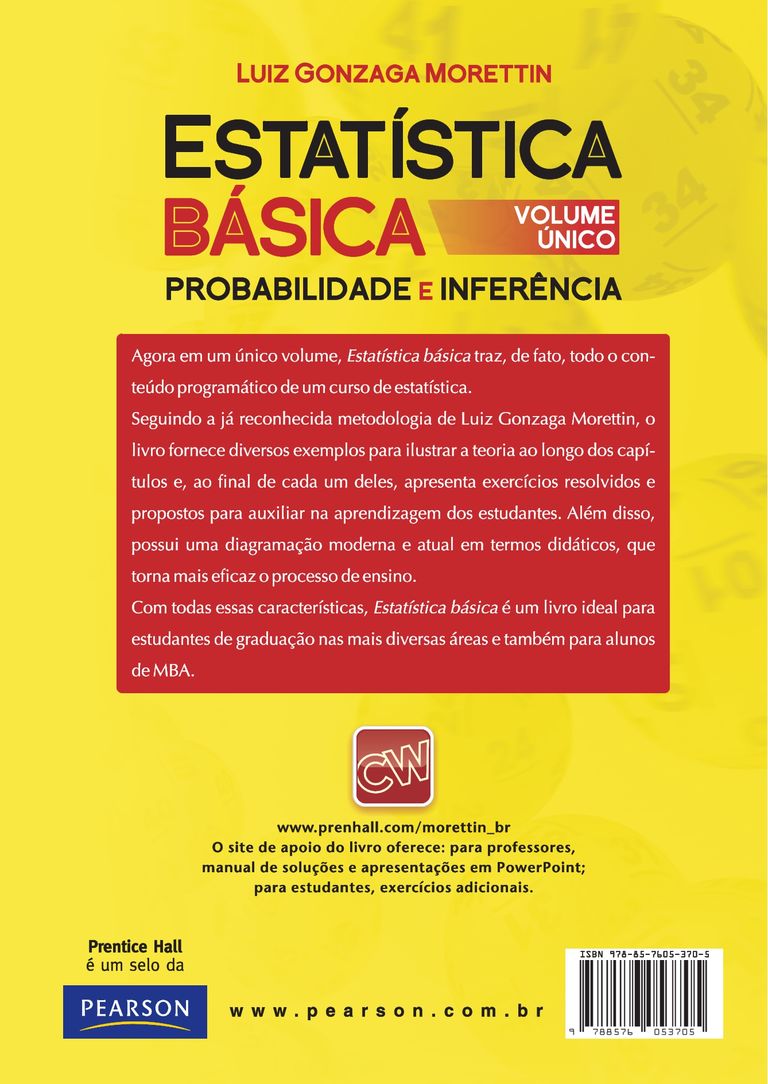 LUIZ GONZAGA MORETTIN
ESTATÍSTICA
BÁSICA
VOLUME
ÚNICO
PROBABILIDADE E INFERÊNCIA
Agora em um único volume, Estatística básica traz, de fato, todo o con-
teúdo programático de um curso de estatística.
Seguindo a já reconhecida metodologia de Luiz Gonzaga Morettin, o
livro fornece diversos exemplos para ilustrar a teoria ao longo dos capí-
tulos e, ao final de cada um deles, apresenta exercícios resolvidos e
propostos para auxiliar na aprendizagem dos estudantes. Além disso,
possui uma diagramação moderna e atual em termos didáticos, que
torna mais eficaz o processo de ensino.
Com todas essas características, Estatística básica é um livro ideal para
estudantes de graduação nas mais diversas áreas e também para alunos
de MBA.
CW
www.prenhall.com/morettin_br
O site de apoio do livro oferece: para professores,
manual de soluções e apresentações em PowerPoint;
para estudantes, exercícios adicionais.
Prentice Hall
é um selo da
PEARSON
www.pearson.com.br
ISBN 978-85-7605-370-5
9 788576 053705
41
34
34
10
24